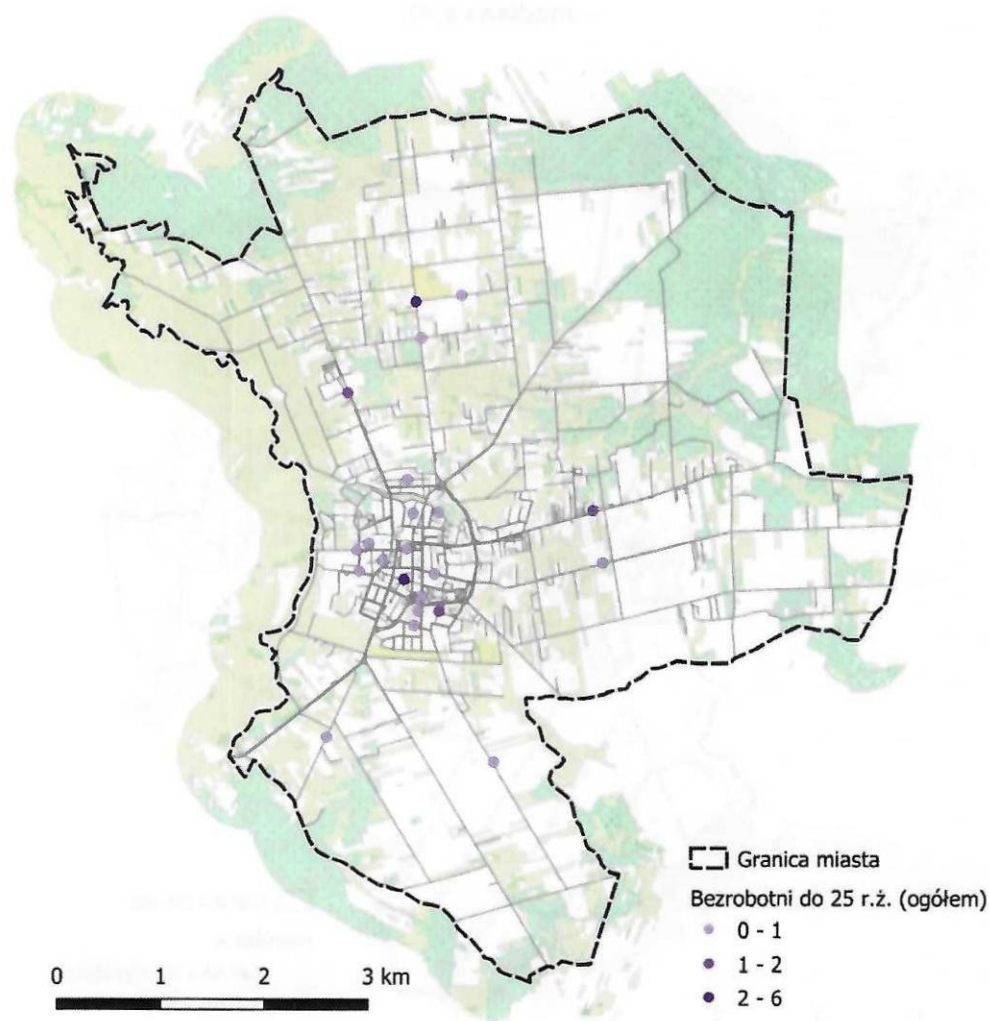 Granica miasta
Bezrobotni do 25 r.ż. (ogółem)
0 - 1
1 - 2
2 - 6
0 1 2 3 km